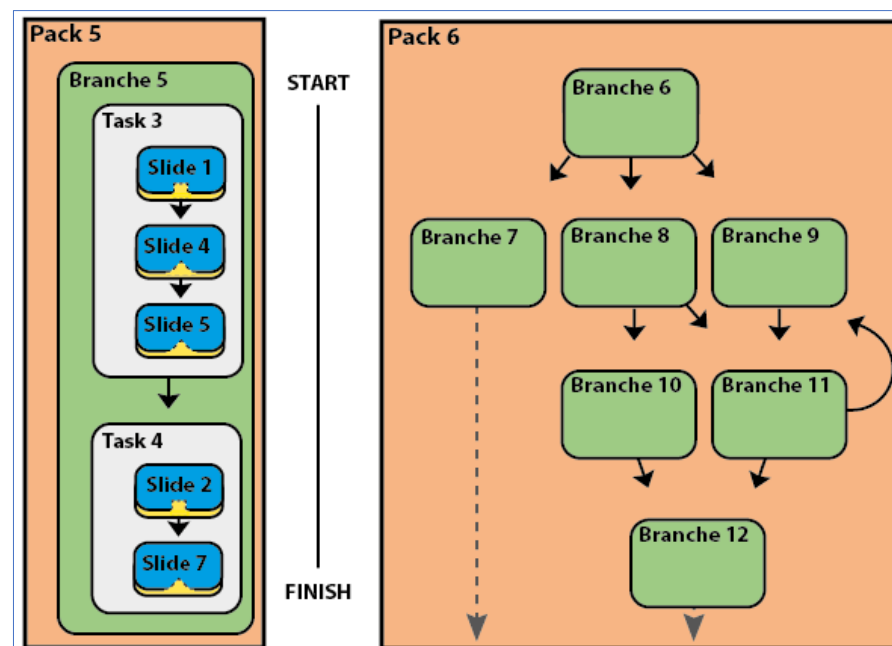 Pack 5
Branche 5
Task 3
Slide 1
Slide 4
Slide 5
Task 4
Slide 2
Slide 7
START
FINISH
Pack 6
Branche 6
Branche 7
Branche 8
Branche 9
Branche 10
Branche 11
Branche 12